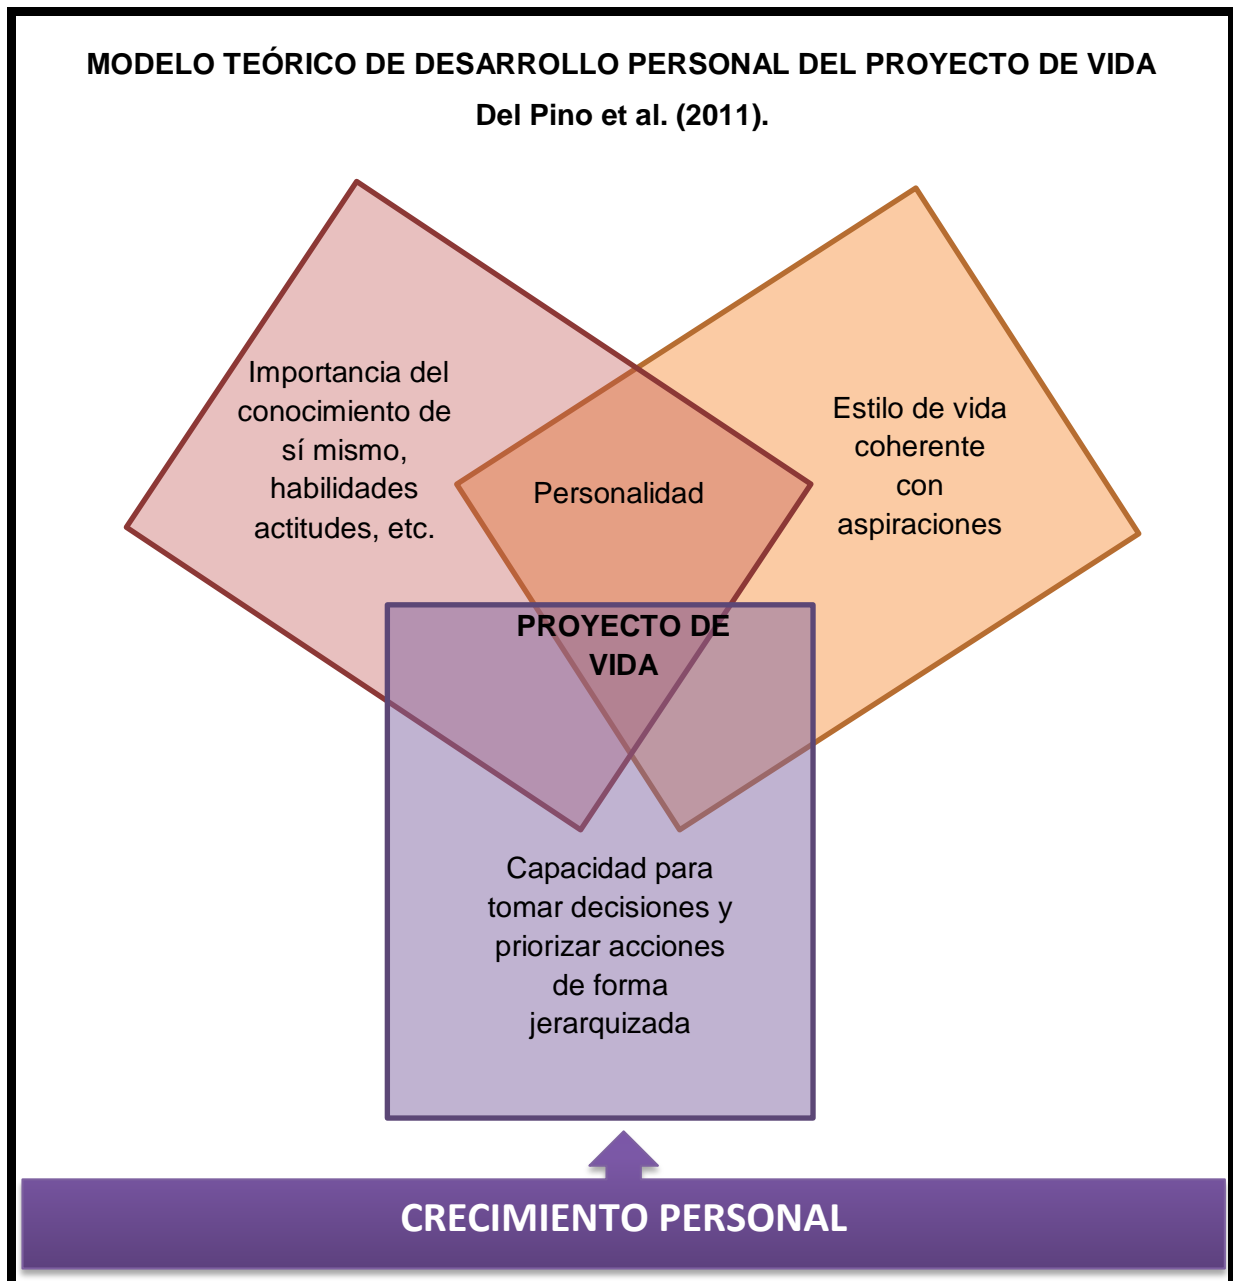 MODELO TEÓRICO DE DESARROLLO PERSONAL DEL PROYECTO DE VIDA
Del Pino et al. (2011).
Importancia del
conocimiento de
sí mismo,
habilidades
actitudes, etc.
Personalidad
Estilo de vida
coherente
con
aspiraciones
PROYECTO DE
VIDA
Capacidad para
tomar decisiones y
priorizar acciones
de forma
jerarquizada
CRECIMIENTO PERSONAL